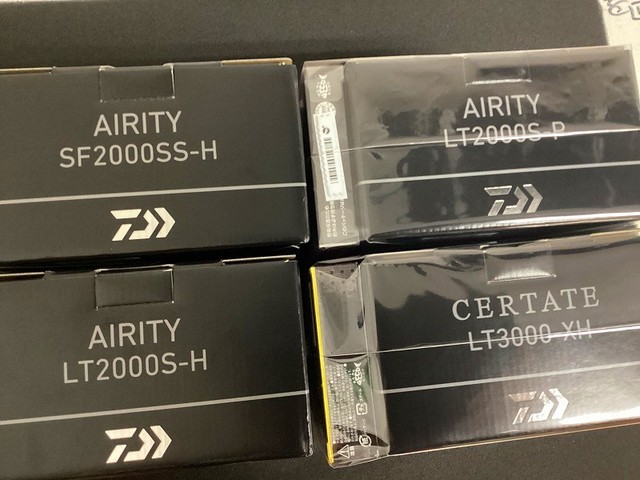 AIRITY
SF2000SS-H
AIRITY
LT2000S-P
AIRITY
LT2000S-H
CERTATE
LT3000-XH